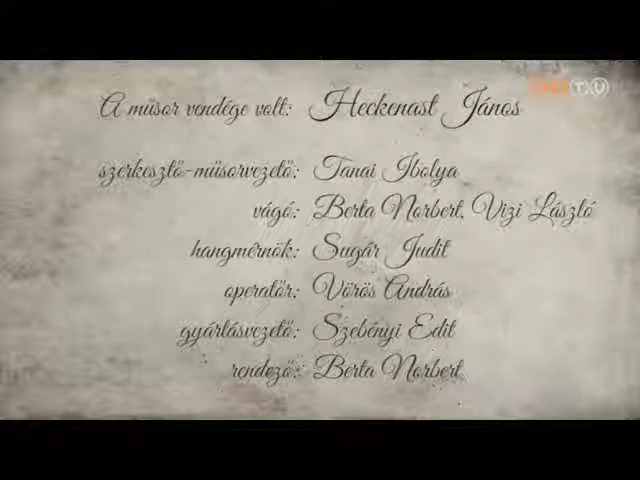 A műsor vendége volt: Heckenast János
szerkesztő-műsorvezető: Tanai Ibolya
vágó: Berta Norbert, Vizi László
hangmérnök: Sugár Judit
operatőr: Vörös András
gyártásvezető: Szebényi Edit
rendező: Berta Norbert